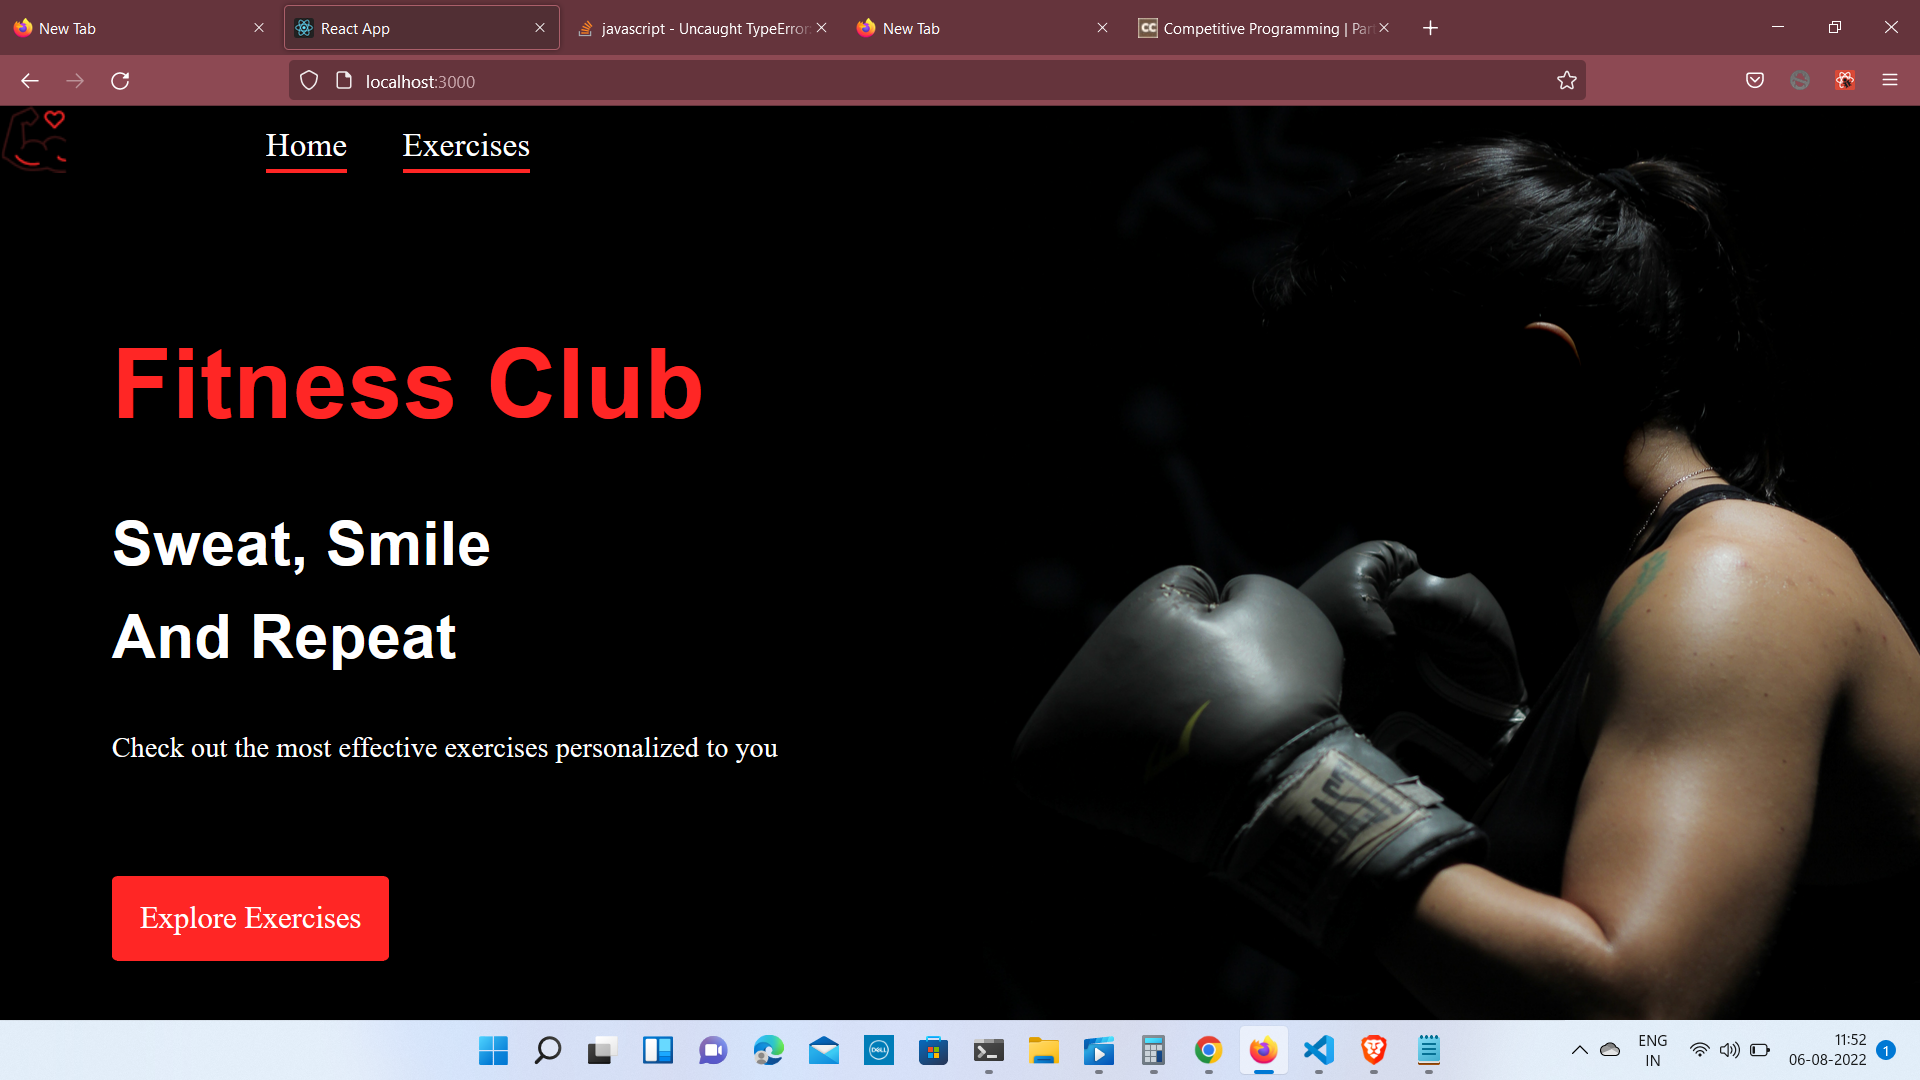 New Tab
React App
javascript - Uncaught TypeError:
New Tab
Competitive Programming | Par
localhost:3000
Home
Exercises
Fitness Club
Sweat, Smile
And Repeat
Check out the most effective exercises personalized to you
Explore Exercises
DELL
ENG
IN
11:52
06-08-2022
1